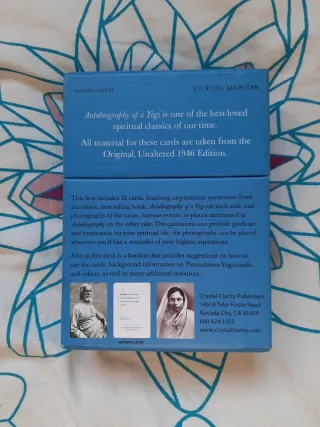 Inspiration/Self-Help $17.95 US / $23.95 CAN
Autobiography of a Yogi is one of the best-loved
spiritual classics of our time.
All material for these cards are taken from the
Original, Unaltered 1946 Edition.
This box includes 52 cards, featuring inspirational quotations from
the classic, best-selling book, Autobiography of a Yogi on each side, and
photographs of the saints, famous events, or places mentioned in
Autobiography on the other side. The quotations can provide guidance
and motivation for your spiritual life; the photographs can be placed
wherever you'd like a reminder of your highest aspirations.
Also in this deck is a booklet that includes suggestions on how to
use the cards, background information on Paramhansa Yogananda
and others, as well as many additional resources.
Crystal Clarity Publishers
14618 Tyler Foote Road
Nevada City, CA 95959
800.424.1055
www.crystalclarity.com
sample cards